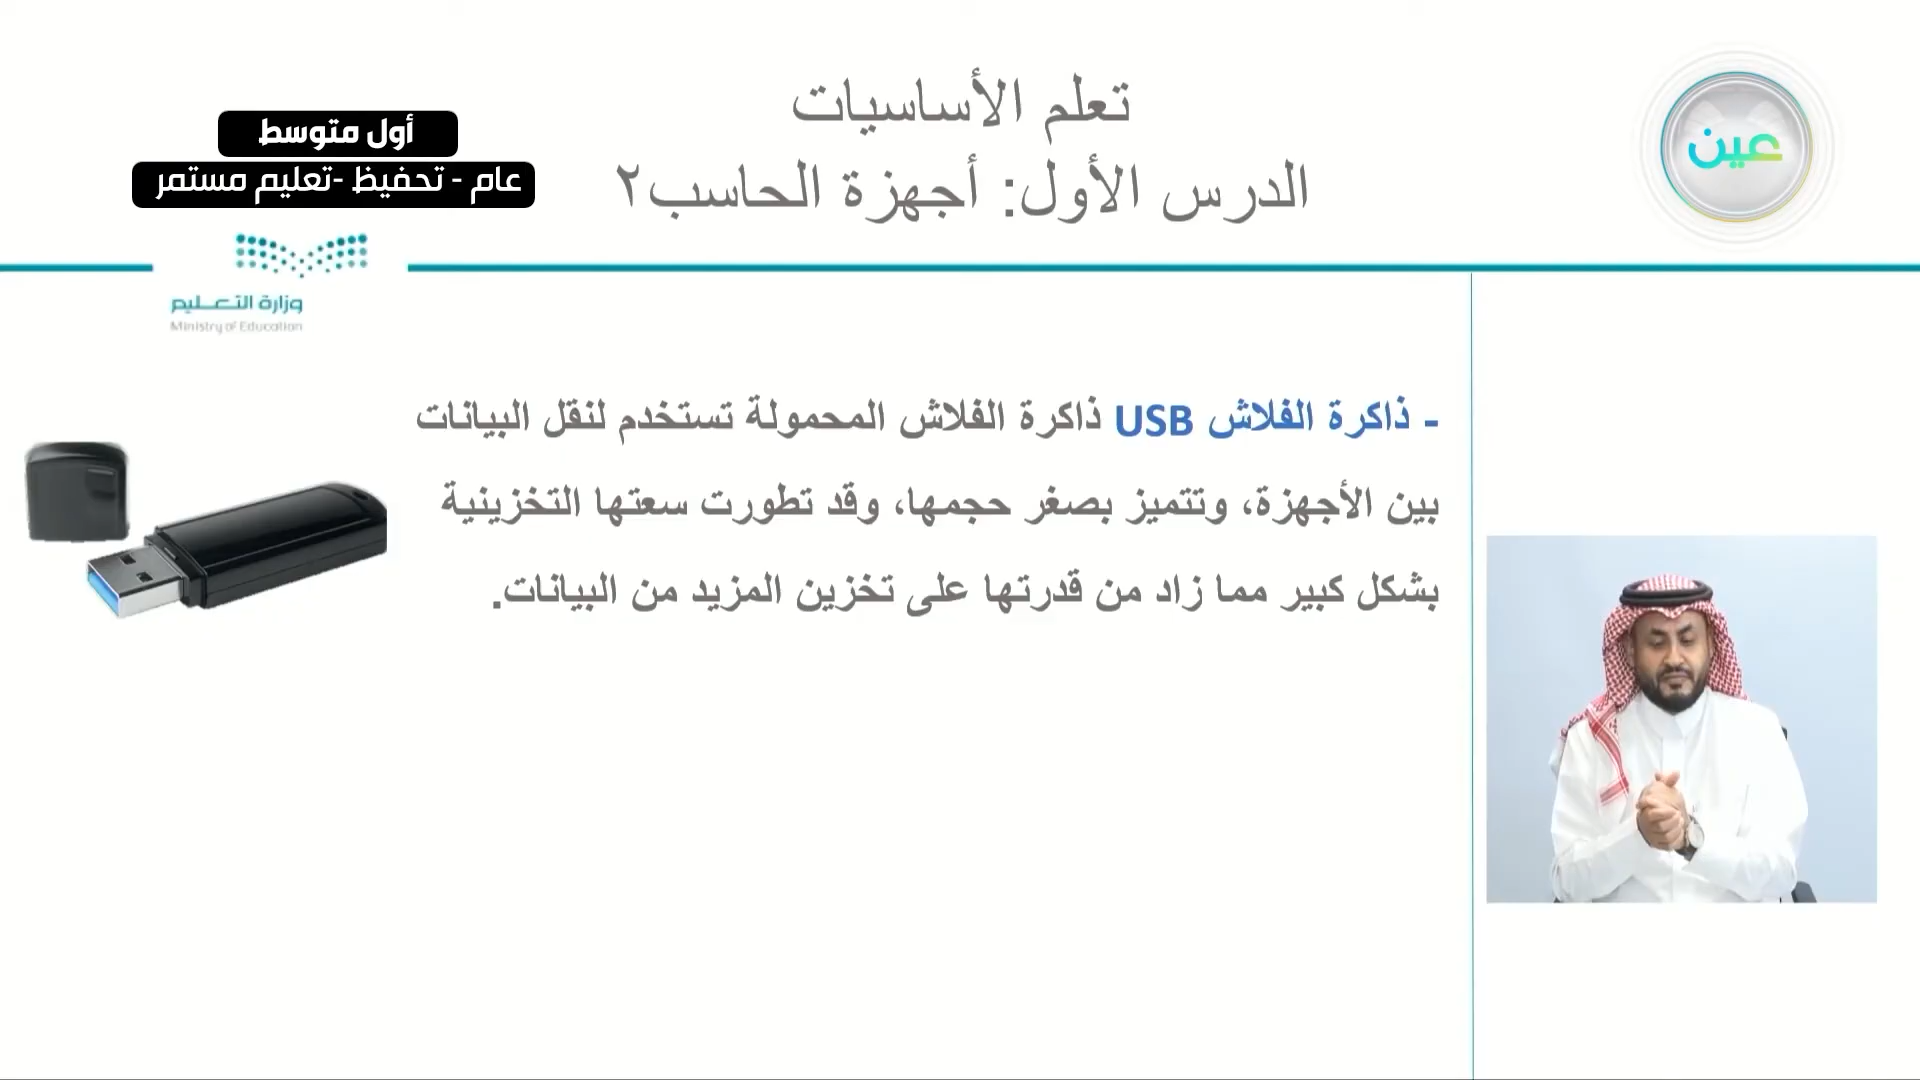 تعلم الأساسيات
الدرس الأول: أجهزة الحاسب٢
عين
أول متوسط
عام - تحفيظ -تعليم مستمر
وزارة التعـــليم
Ministry of Education
- ذاكرة الفلاش USB ذاكرة الفلاش المحمولة تستخدم لنقل البيانات
بين الأجهزة، وتتميز بصغر حجمها، وقد تطورت سعتها التخزينية
بشكل كبير مما زاد من قدرتها على تخزين المزيد من البيانات.